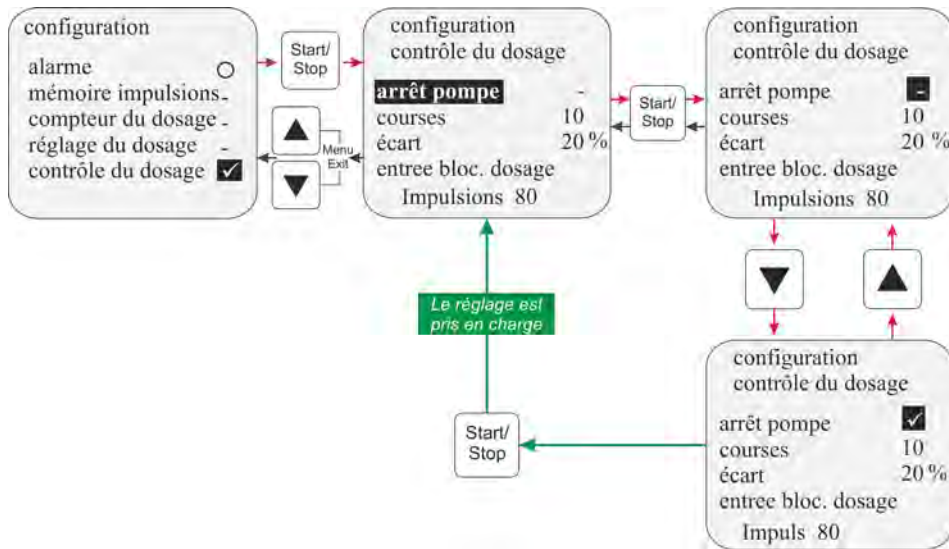 configuration
alarme
mémoire impulsions -
compteur du dosage -
réglage du dosage -
contrôle du dosage
Start/
Stop
Menu
Exit
configuration
contrôle du dosage
arrêt pompe -
courses 10
écart 20 %
entree bloc. dosage
Impulsions 80
Start/
Stop
configuration
contrôle du dosage
arrêt pompe -
courses 10
écart 20 %
entree bloc. dosage
Impulsions 80
Le réglage est
pris en charge
Start/
Stop
configuration
contrôle du dosage
arrêt pompe
courses 10
écart 20 %
entree bloc. dosage
Impuls 80